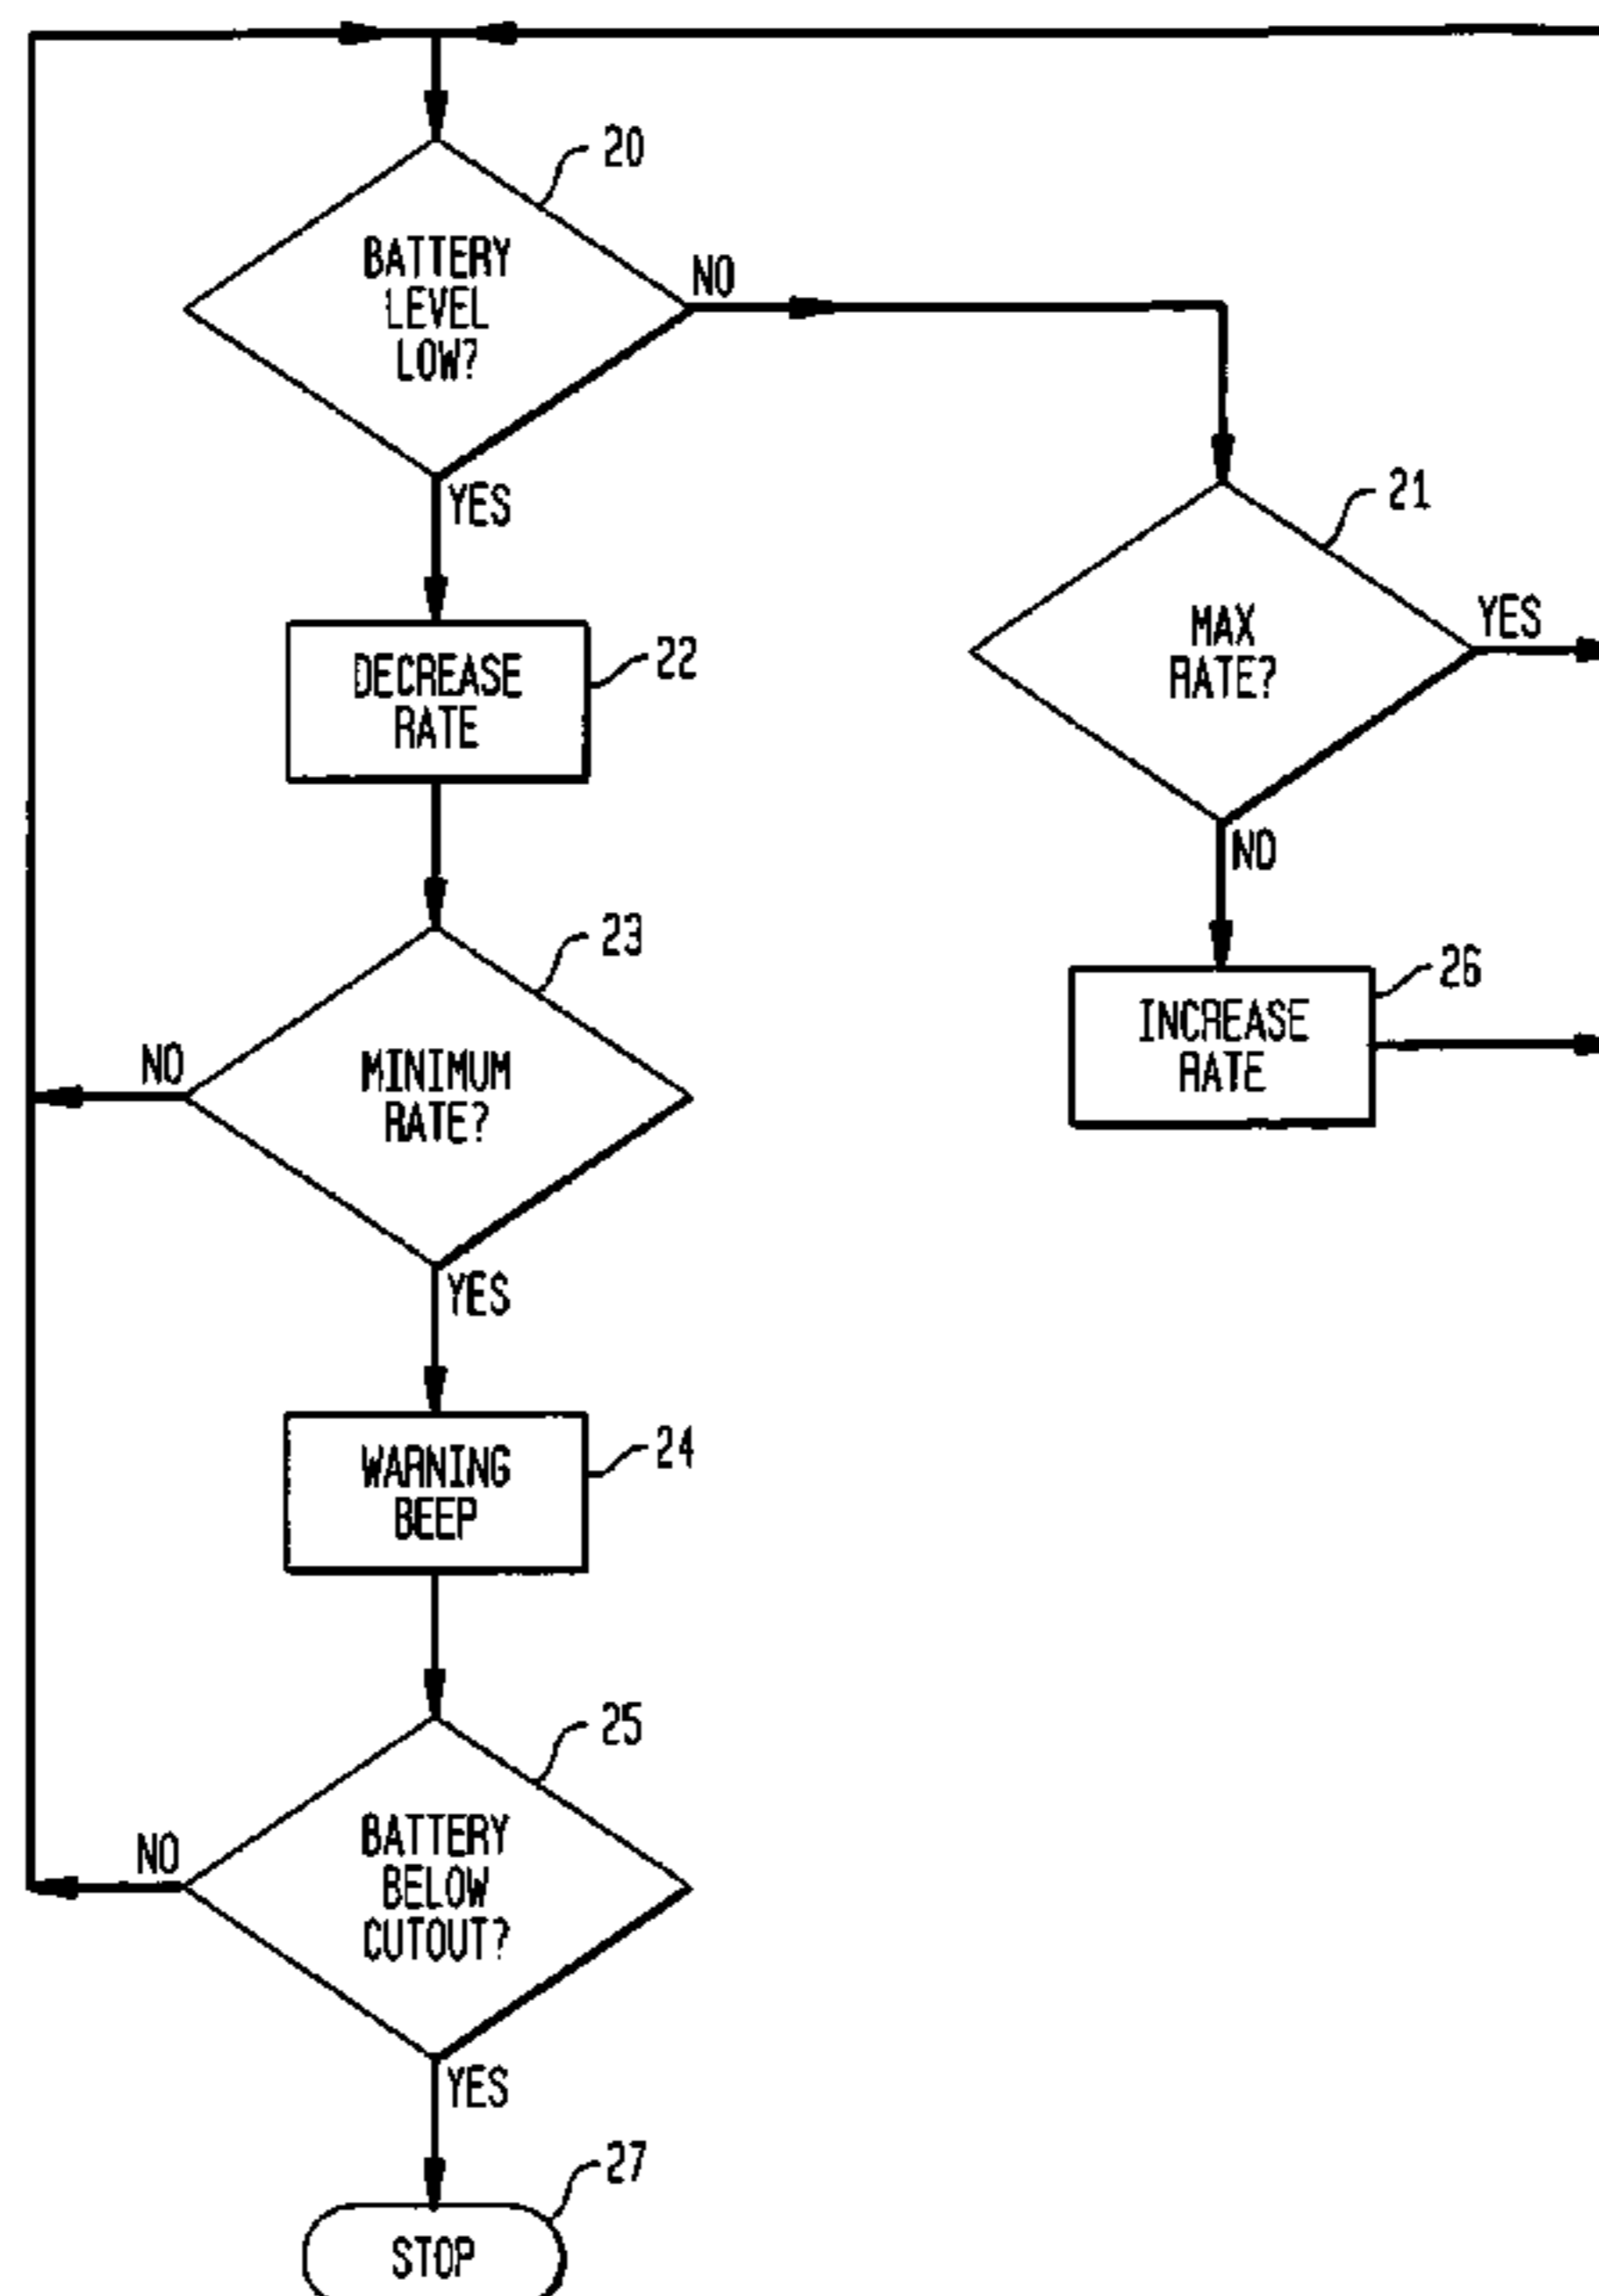 20
BATTERY
LEVEL
LOW?
NO
YES
21
MAX
RATE?
YES
NO
22
DECREASE
RATE
23
MINIMUM
RATE?
NO
YES
26
INCREASE
RATE
24
WARNING
BEEP
25
BATTERY
BELOW
CUTOUT?
NO
YES
27
STOP